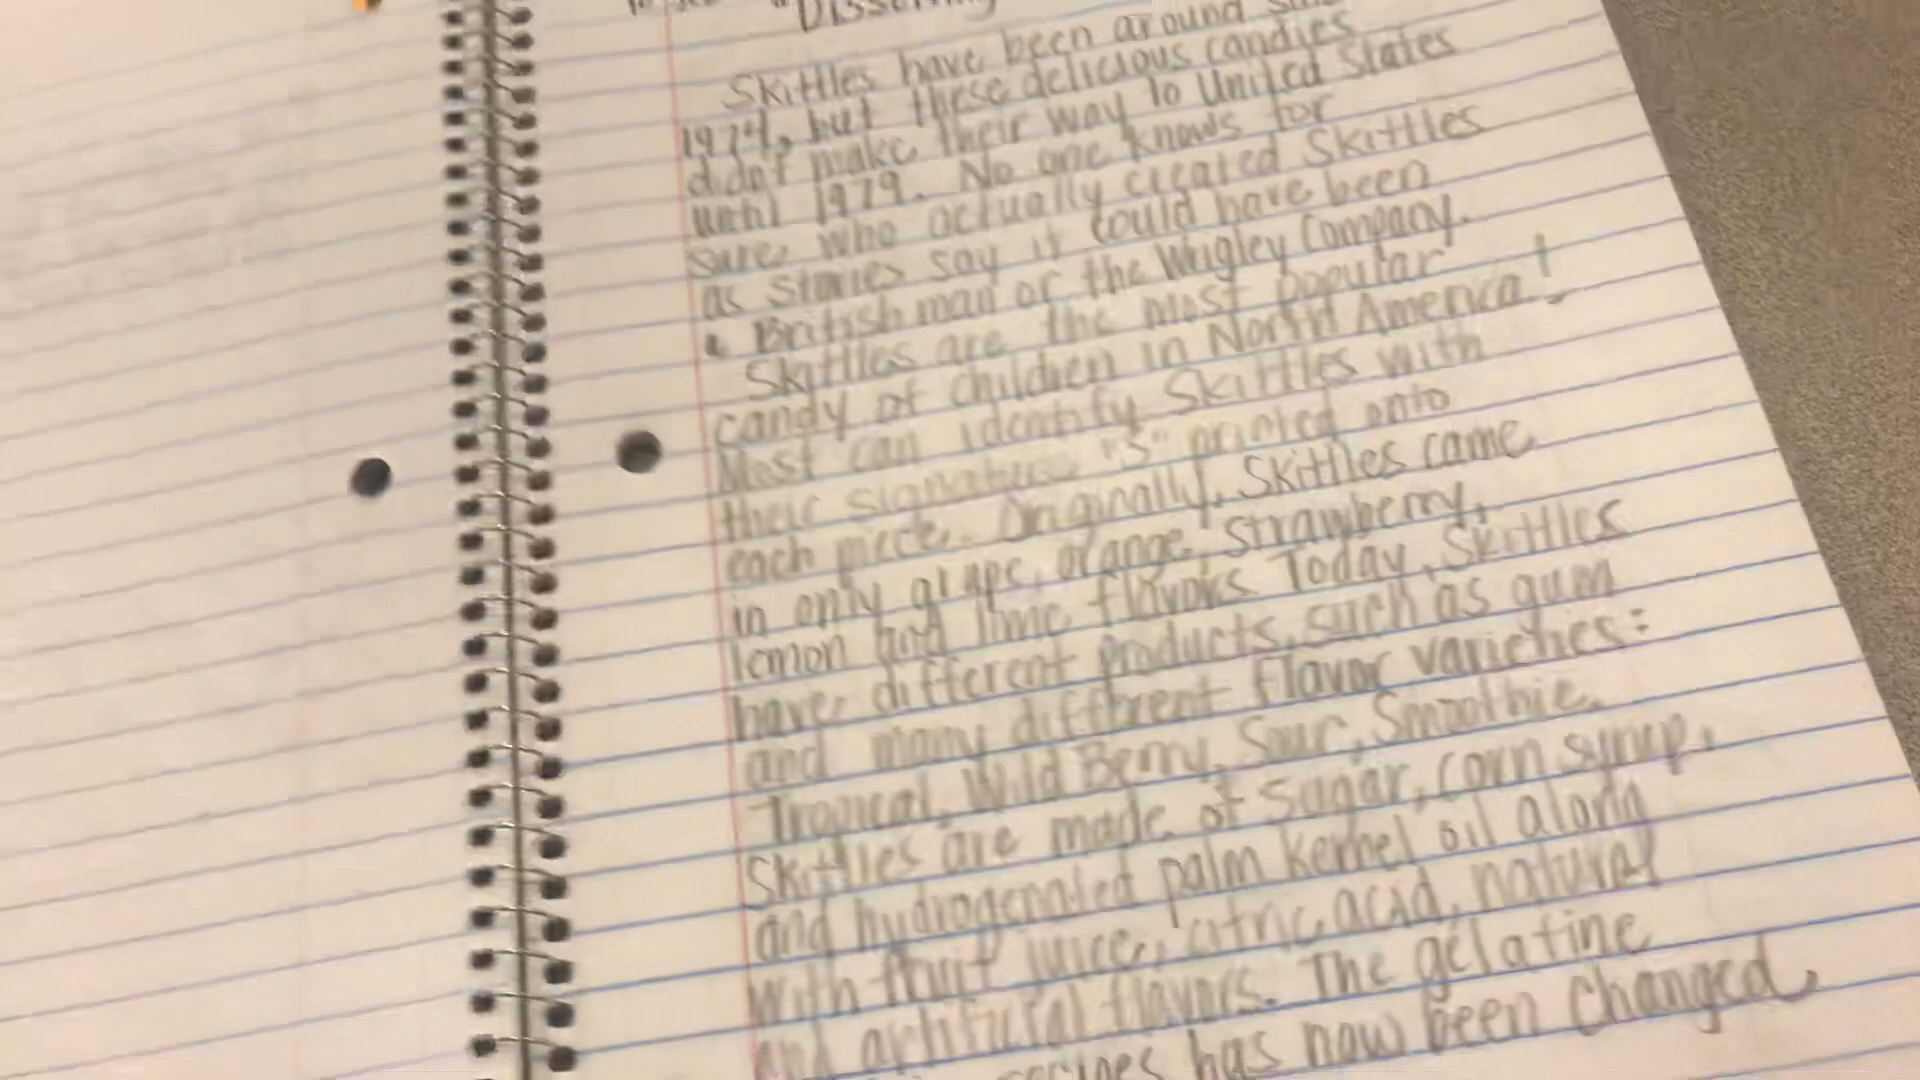 "Dissolving
Skittles have been around
1974, but these delicious candies
didn't make their way to United States
until 1979. No one knows for
sure who actually created Skittles
as stories say it could have been
a British man or the Wrigley Company.
Skittles are the most popular
candy of children in North America!
Most can identify Skittles with
their signature "S" printed onto
each piece. Originally, Skittles came
in only grape, orange, strawberry,
lemon and lime flavors. Today, Skittles
have different products, such as gum
and many different flavor varieties:
Tropical, Wild Berry, Sour, Smoothie.
Skittles are made of sugar, corn syrup,
and hydrogenated palm kernel oil along
with fruit juice, citric acid, natural
and artificial flavors. The gelatine
recipes has now been changed